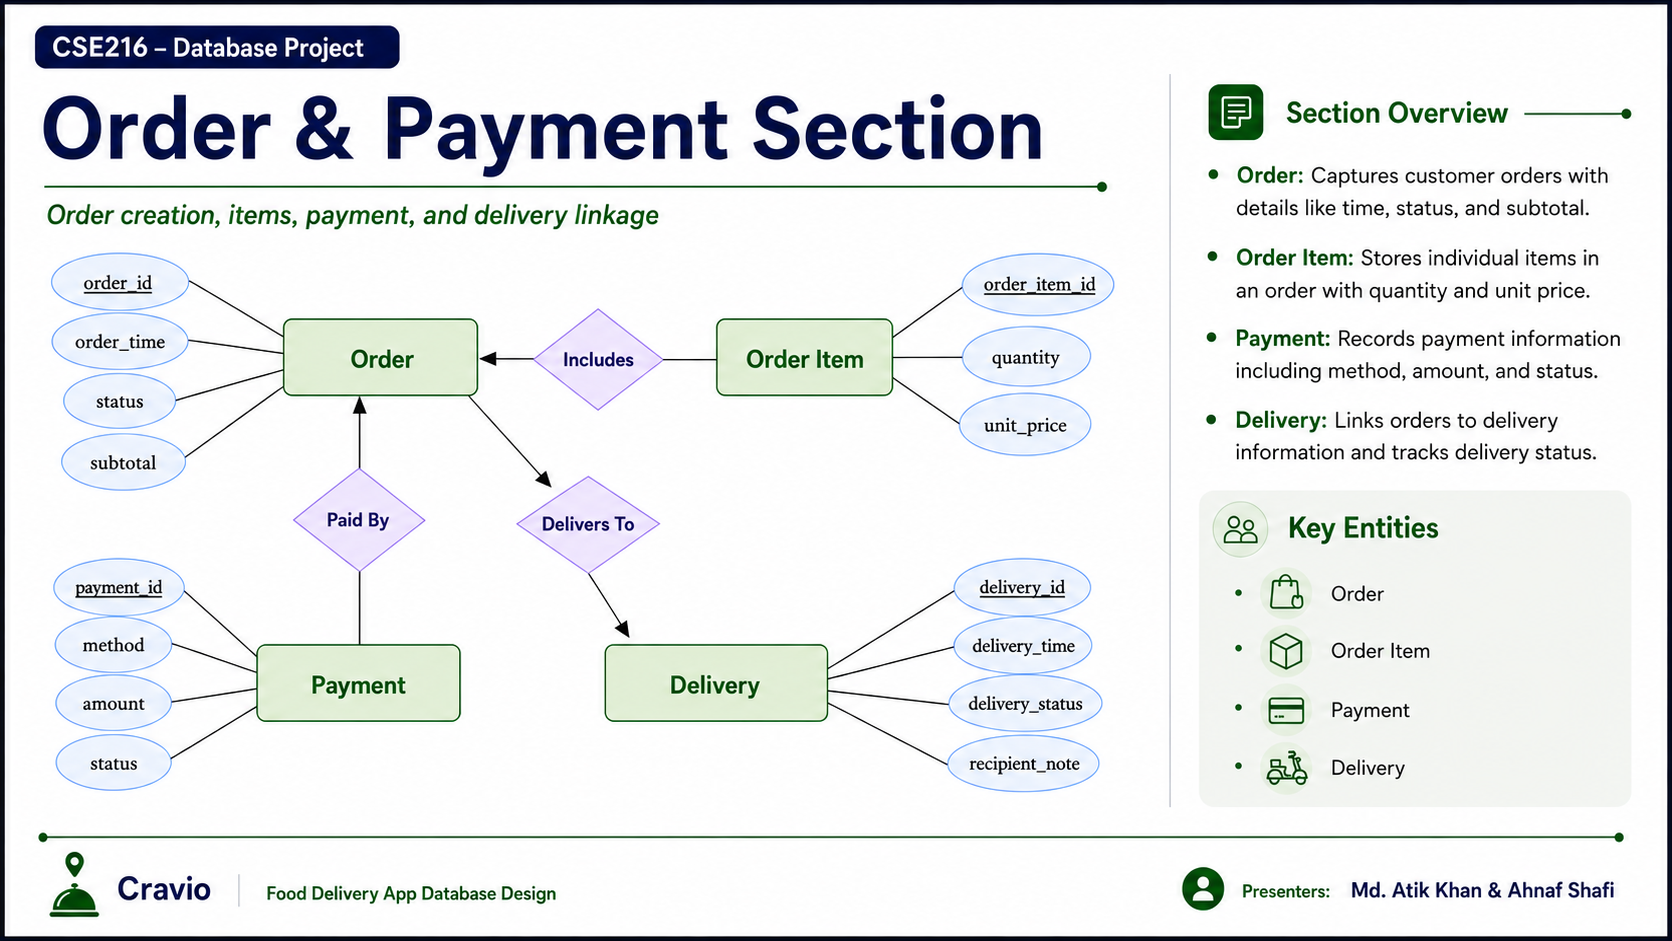 CSE216 – Database Project
Order & Payment Section
Order creation, items, payment, and delivery linkage
order_id
order_time
status
subtotal
Order
Includes
Order Item
order_item_id
quantity
unit_price
Paid By
Delivers To
payment_id
method
amount
status
Payment
Delivery
delivery_id
delivery_time
delivery_status
recipient_note
Section Overview
• Order: Captures customer orders with
details like time, status, and subtotal.
• Order Item: Stores individual items in
an order with quantity and unit price.
• Payment: Records payment information
including method, amount, and status.
• Delivery: Links orders to delivery
information and tracks delivery status.
Key Entities
• Order
• Order Item
• Payment
• Delivery
Cravio
Food Delivery App Database Design
Presenters: Md. Atik Khan & Ahnaf Shafi